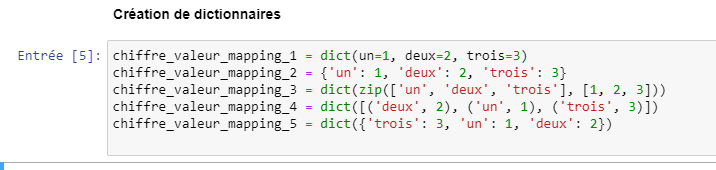 Création de dictionnaires
Entrée [5]: chiffre_valeur_mapping_1 = dict(un=1, deux=2, trois=3)
chiffre_valeur_mapping_2 = {'un': 1, 'deux': 2, 'trois': 3}
chiffre_valeur_mapping_3 = dict(zip(['un', 'deux', 'trois'], [1, 2, 3]))
chiffre_valeur_mapping_4 = dict([('deux', 2), ('un', 1), ('trois', 3)])
chiffre_valeur_mapping_5 = dict({'trois': 3, 'un': 1, 'deux': 2})